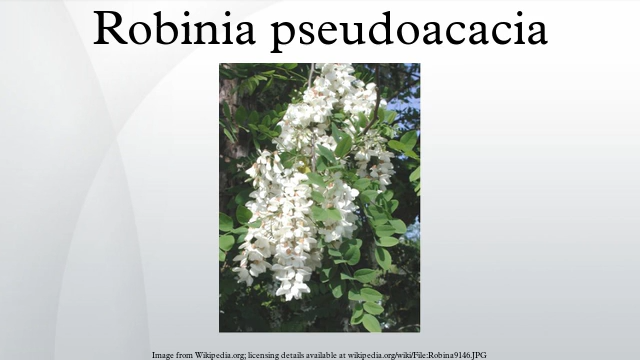 Robinia pseudoacacia
Image from Wikipedia.org; licensing details available at wikipedia.org/wiki/File:Robina9146.JPG